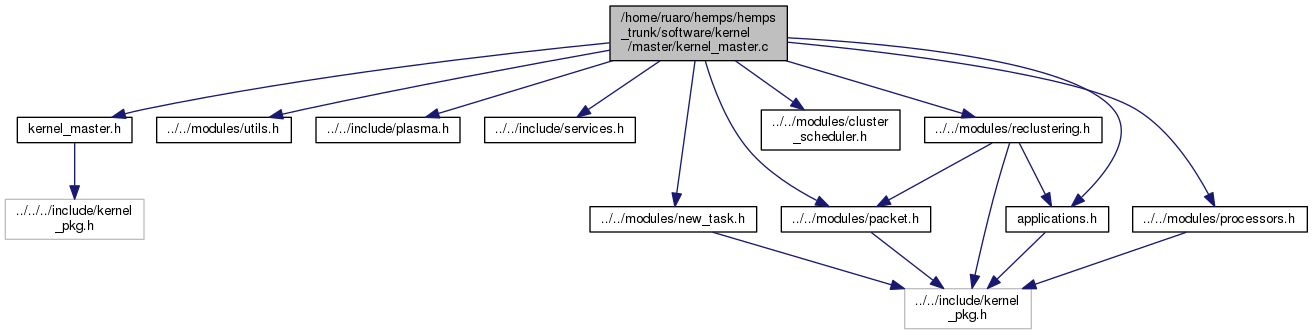 /home/ruaro/hemps/hemps
_trunk/software/kernel
/master/kernel_master.c
kernel_master.h
../../modules/utils.h
../../include/plasma.h
../../include/services.h
../../modules/cluster
_scheduler.h
../../modules/reclustering.h
../../../include/kernel
_pkg.h
../../modules/new_task.h
../../modules/packet.h
applications.h
../../modules/processors.h
../../include/kernel
_pkg.h